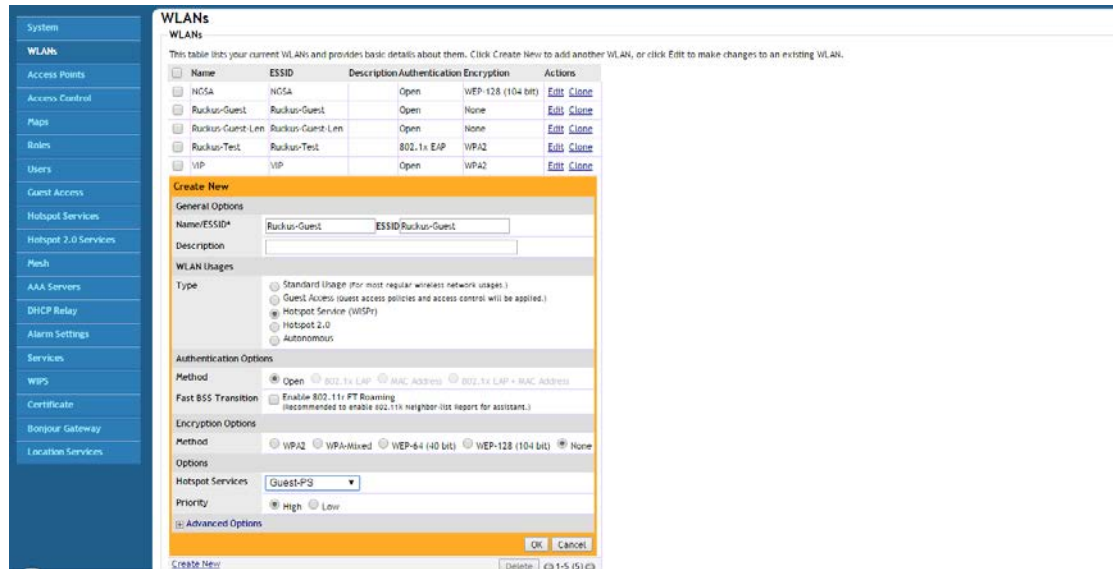 System
WLANs
Access Points
Access Control
Maps
Roles
Users
Guest Access
Hotspot Services
Hotspot 2.0 Services
Mesh
AAA Servers
DHCP Relay
Alarm Settings
Services
WIPS
Certificate
Bonjour Gateway
Location Services
WLANs
WLANs
This table lists your current WLANs and provides basic details about them. Click Create New to add another WLAN, or click Edit to make changes to an existing WLAN.
Name ESSID Description Authentication Encryption Actions
NGSA NGSA Open WEP-128 (104 bit) Edit Clone
Ruckus-Guest Ruckus-Guest Open None Edit Clone
Ruckus-Guest-Len Ruckus-Guest-Len Open None Edit Clone
Ruckus-Test Ruckus-Test 802.1x EAP WPA2 Edit Clone
VIP VIP Open WPA2 Edit Clone
Create New
General Options
Name/ESSID* Ruckus-Guest ESSID Ruckus-Guest
Description
WLAN Usages
Type Standard Usage (For most regular wireless network usages.)
Guest Access (Guest access policies and access control will be applied.)
Hotspot Service (WISPr)
Hotspot 2.0
Autonomous
Authentication Options
Method Open 802.1x EAP MAC Address 802.1x EAP + MAC Address
Fast BSS Transition Enable 802.11r FT Roaming
(Recommended to enable 802.11k Neighbor-list Report for assistant.)
Encryption Options
Method WPA2 WPA-Mixed WEP-64 (40 bit) WEP-128 (104 bit) None
Options
Hotspot Services Guest-PS
Priority High Low
Advanced Options
OK Cancel
Create New Delete 1-5 (5)